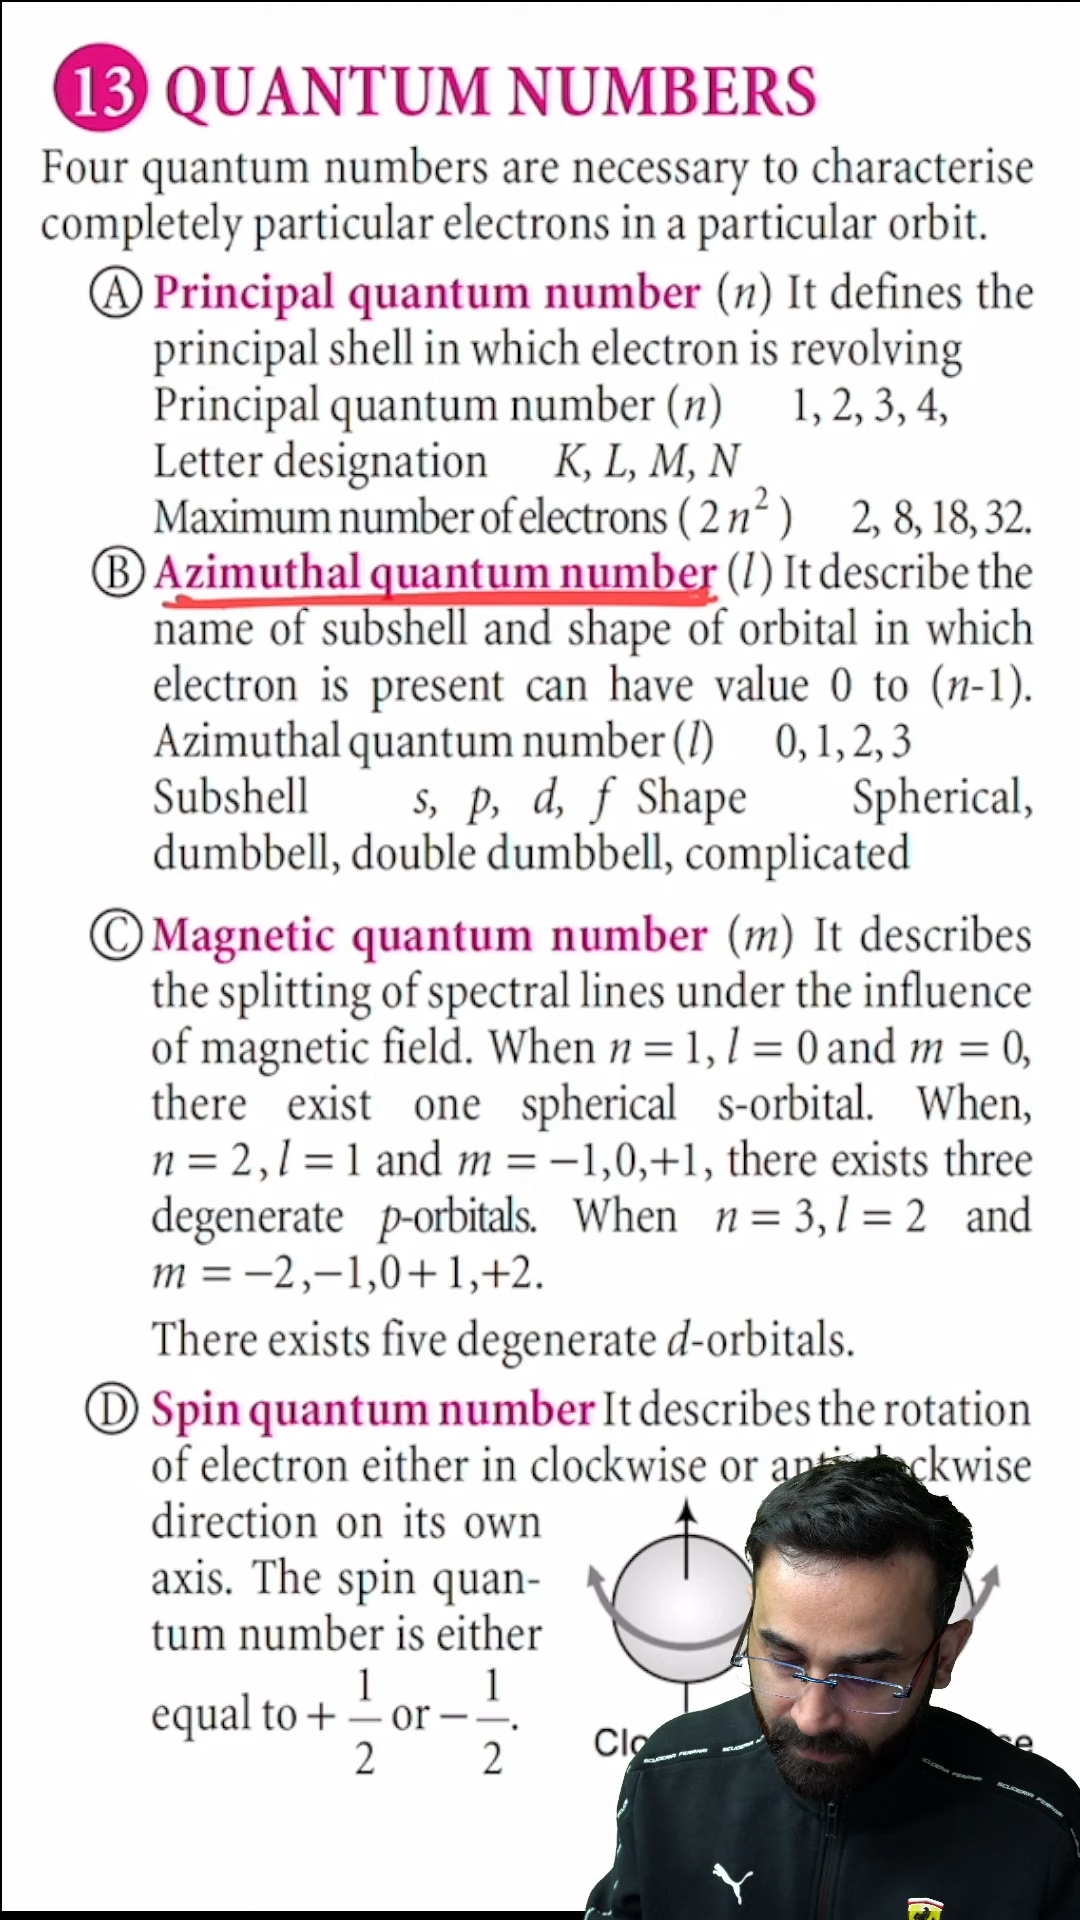 13 QUANTUM NUMBERS
Four quantum numbers are necessary to characterise
completely particular electrons in a particular orbit.
Ⓐ Principal quantum number (n) It defines the
principal shell in which electron is revolving
Principal quantum number (n) 1, 2, 3, 4,
Letter designation K, L, M, N
Maximum number of electrons (2n²) 2, 8, 18, 32.
Ⓑ Azimuthal quantum number (l) It describe the
name of subshell and shape of orbital in which
electron is present can have value 0 to (n-1).
Azimuthal quantum number (l) 0, 1, 2, 3
Subshell s, p, d, f Shape Spherical,
dumbbell, double dumbbell, complicated
Ⓒ Magnetic quantum number (m) It describes
the splitting of spectral lines under the influence
of magnetic field. When n = 1, l = 0 and m = 0,
there exist one spherical s-orbital. When,
n = 2, l = 1 and m = −1,0,+1, there exists three
degenerate p-orbitals. When n = 3, l = 2 and
m = −2,−1,0+1,+2.
There exists five degenerate d-orbitals.
Ⓓ Spin quantum number It describes the rotation
of electron either in clockwise or
direction on its own
axis. The spin quan-
tum number is either
equal to + 1/2 or − 1/2.
SCUDERIA FERRARI
SCUDERIA FERRARI